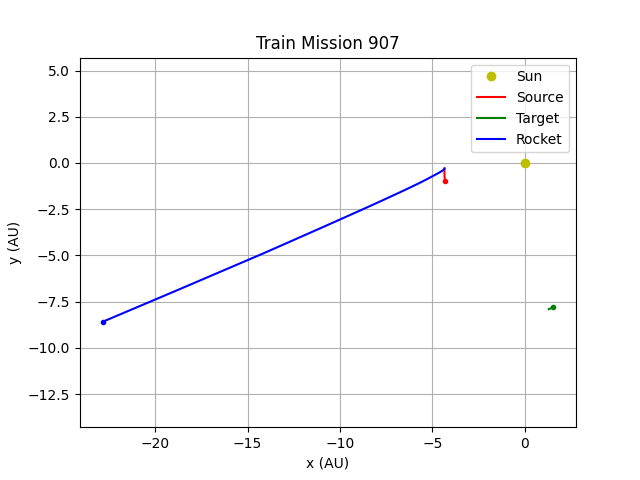 Train Mission 907
Sun
Source
Target
Rocket
5.0
2.5
0.0
−2.5
−5.0
−7.5
−10.0
−12.5
y (AU)
−20
−15
−10
−5
0
x (AU)